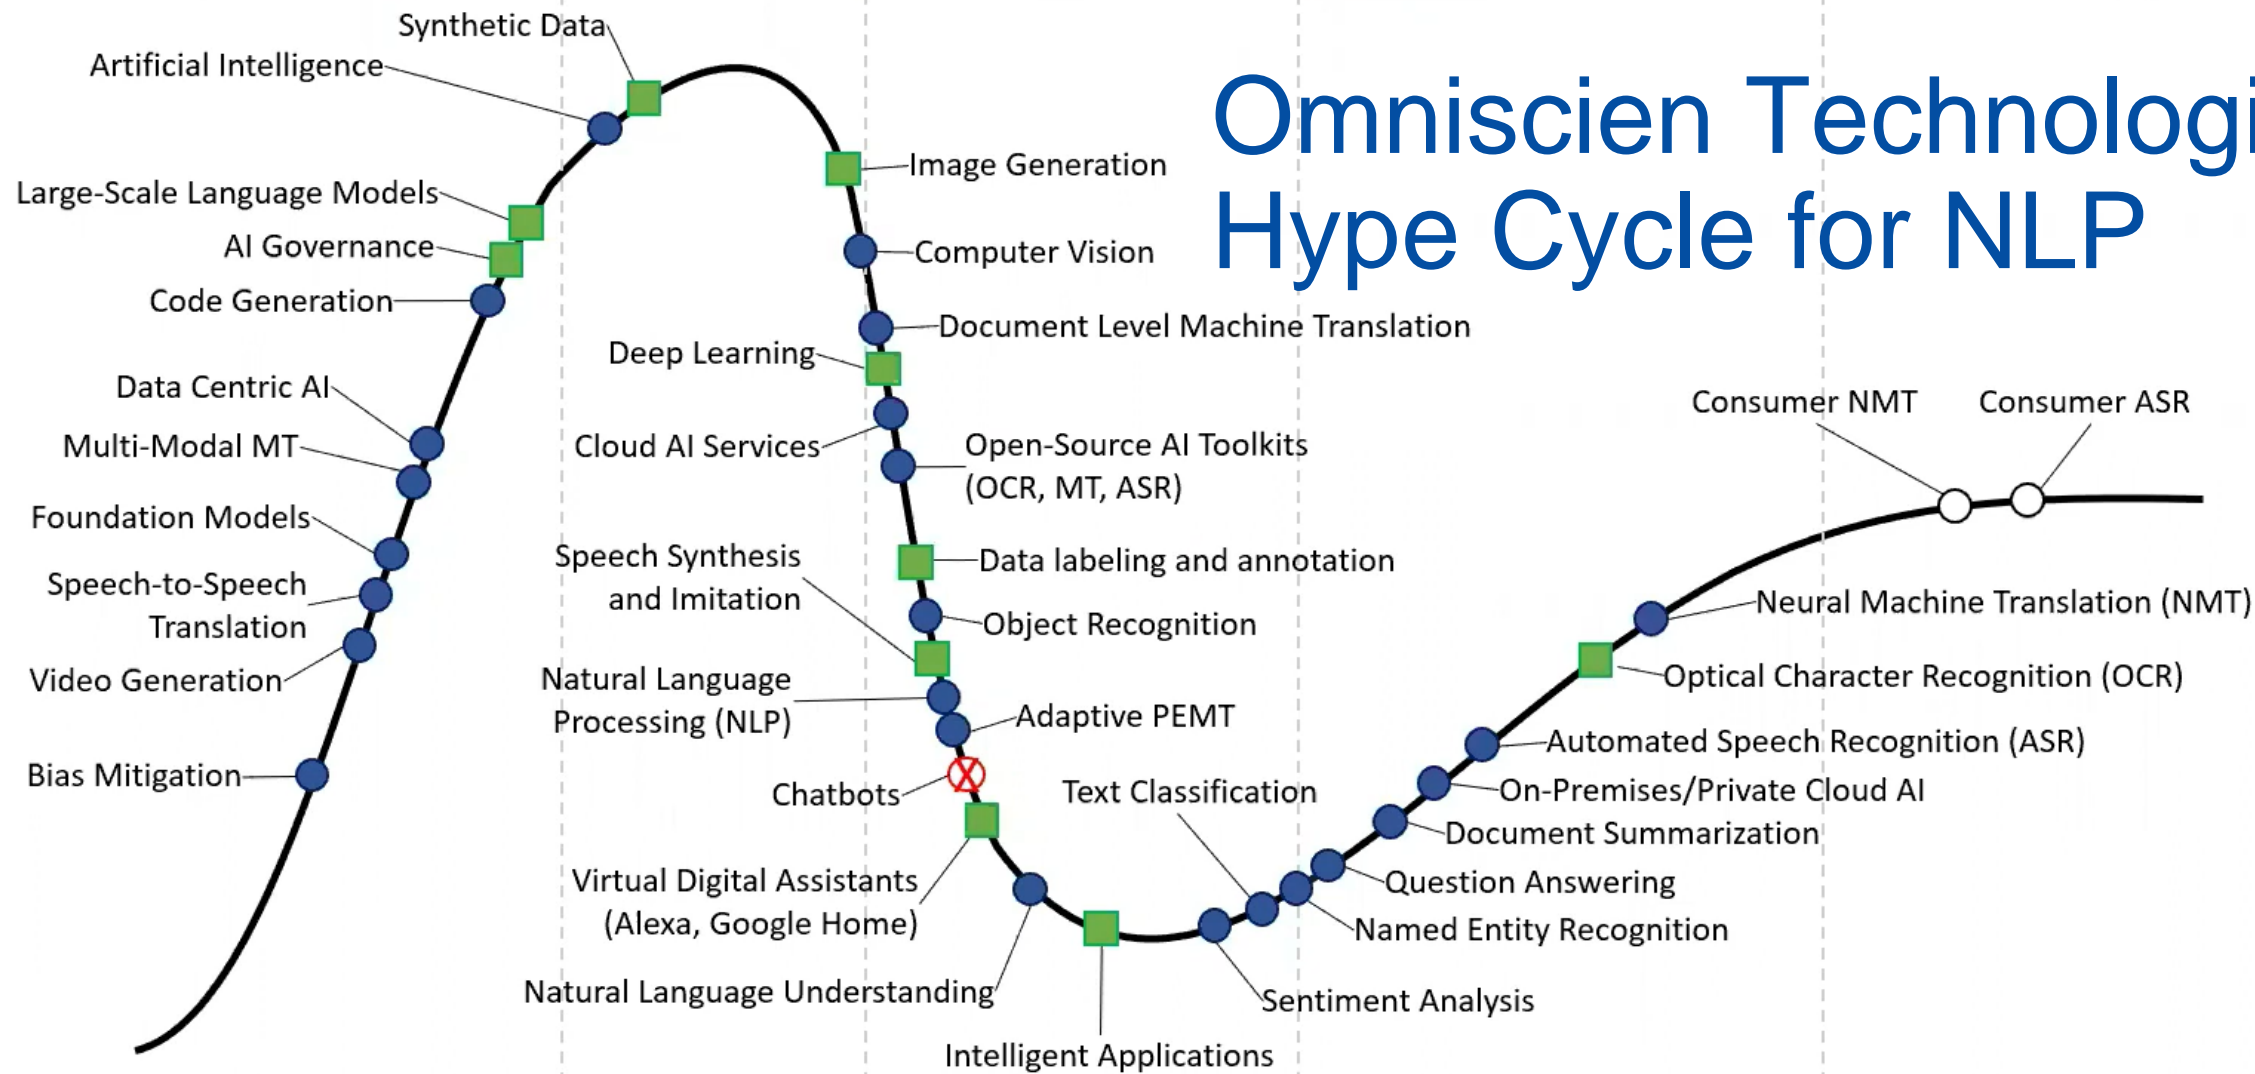 Synthetic Data
Artificial Intelligence
Omniscien Technologi
Hype Cycle for NLP
Large-Scale Language Models
AI Governance
Code Generation
Data Centric AI
Multi-Modal MT
Foundation Models
Speech-to-Speech
Translation
Video Generation
Bias Mitigation
Image Generation
Computer Vision
Document Level Machine Translation
Deep Learning
Cloud AI Services
Open-Source AI Toolkits
(OCR, MT, ASR)
Data labeling and annotation
Speech Synthesis
and Imitation
Object Recognition
Natural Language
Processing (NLP)
Adaptive PEMT
Chatbots
Virtual Digital Assistants
(Alexa, Google Home)
Natural Language Understanding
Intelligent Applications
Text Classification
Sentiment Analysis
Named Entity Recognition
Question Answering
Document Summarization
On-Premises/Private Cloud AI
Automated Speech Recognition (ASR)
Optical Character Recognition (OCR)
Neural Machine Translation (NMT)
Consumer NMT
Consumer ASR